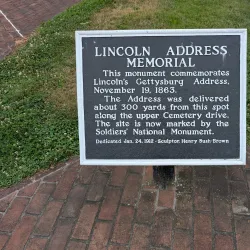 LINCOLN ADDRESS
MEMORIAL
This monument commemorates
Lincoln's Gettysburg Address,
November 19, 1863.
The Address was delivered
about 300 yards from this spot
along the upper Cemetery drive.
The site is now marked by the
Soldiers' National Monument.
Dedicated Jan. 24, 1912 - Sculptor Henry Bush-Brown